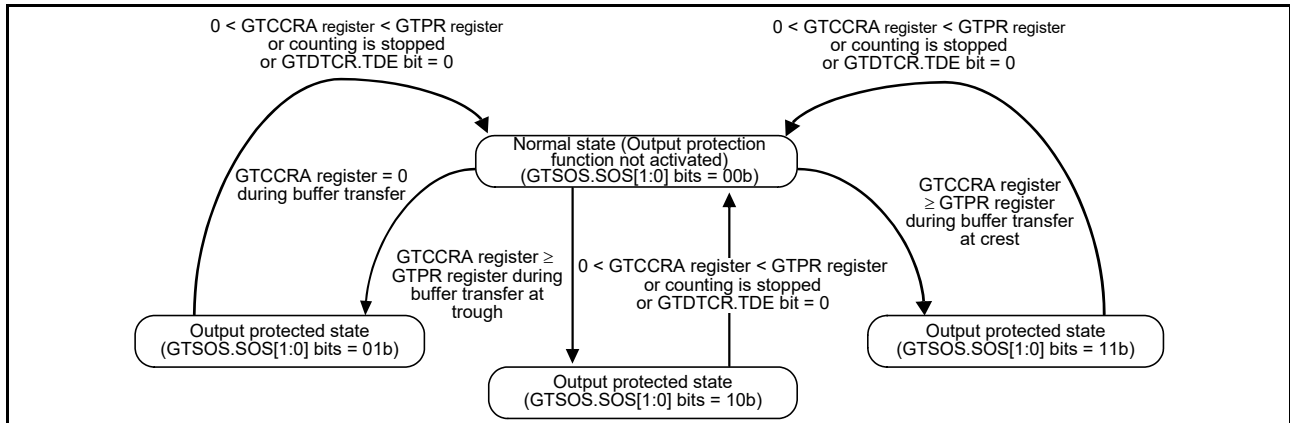 0 < GTCCRA register < GTPR register
or counting is stopped
or GTDTCR.TDE bit = 0
0 < GTCCRA register < GTPR register
or counting is stopped
or GTDTCR.TDE bit = 0
Normal state (Output protection
function not activated)
(GTSOS.SOS[1:0] bits = 00b)
GTCCRA register = 0
during buffer transfer
GTCCRA register
≥ GTPR register
during buffer transfer
at crest
GTCCRA register ≥
GTPR register during
buffer transfer at
trough
0 < GTCCRA register < GTPR register
or counting is stopped
or GTDTCR.TDE bit = 0
Output protected state
(GTSOS.SOS[1:0] bits = 01b)
Output protected state
(GTSOS.SOS[1:0] bits = 11b)
Output protected state
(GTSOS.SOS[1:0] bits = 10b)